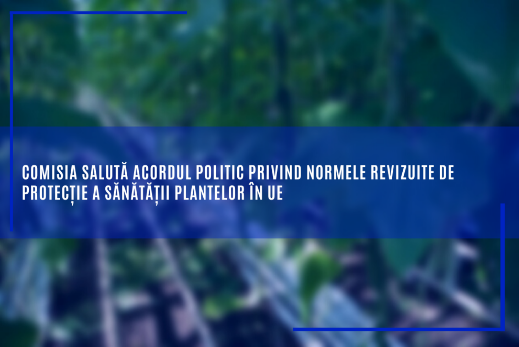 COMISIA SALUTĂ ACORDUL POLITIC PRIVIND NORMELE REVIZUITE DE
PROTECȚIE A SĂNĂTĂȚII PLANTELOR ÎN UE